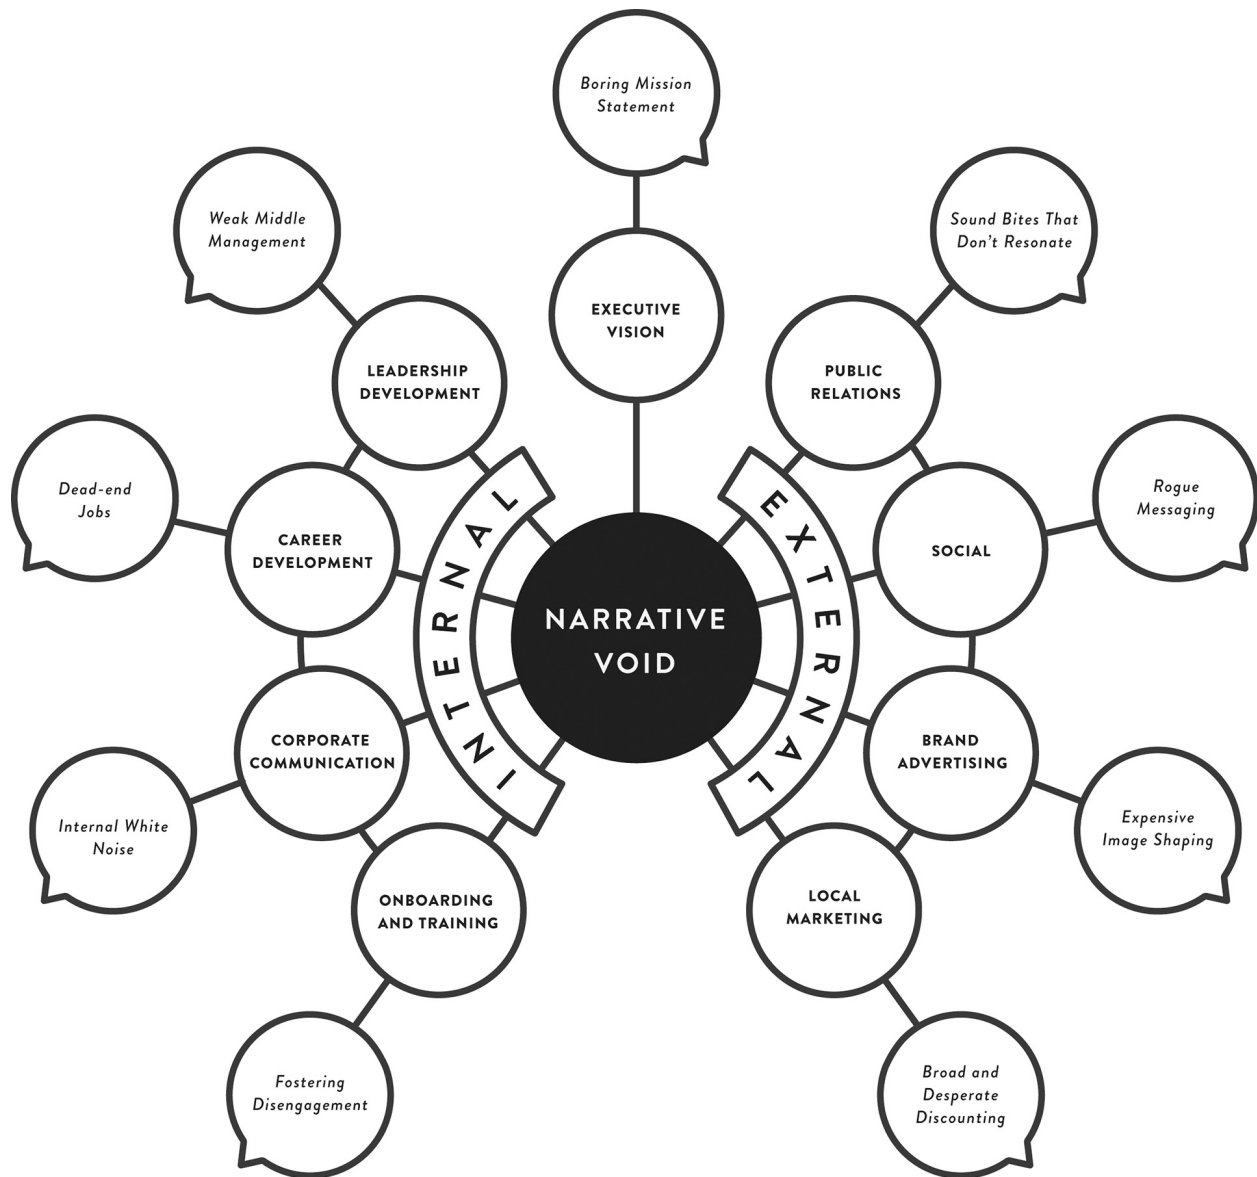 Boring Mission
Statement
Weak Middle
Management
Sound Bites That
Don't Resonate
EXECUTIVE
VISION
LEADERSHIP
DEVELOPMENT
PUBLIC
RELATIONS
Dead-end
Jobs
Rogue
Messaging
CAREER
DEVELOPMENT
SOCIAL
INTERNAL
EXTERNAL
NARRATIVE
VOID
CORPORATE
COMMUNICATION
BRAND
ADVERTISING
Internal White
Noise
Expensive
Image Shaping
ONBOARDING
AND TRAINING
LOCAL
MARKETING
Fostering
Disengagement
Broad and
Desperate
Discounting